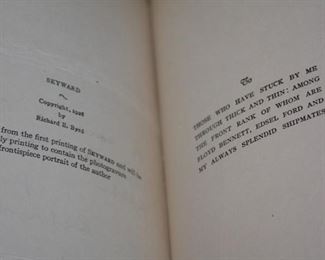 SKYWARD
Copyright, 1928
by
Richard E. Byrd
from the first printing of SKYWARD and will
ly printing to contain the photogravure
frontispiece portrait of the author
To
THOSE WHO HAVE STUCK BY ME
THROUGH THICK AND THIN: AMONG
THE FRONT RANK OF WHOM ARE
FLOYD BENNETT, EDSEL FORD AND
MY ALWAYS SPLENDID SHIPMATES